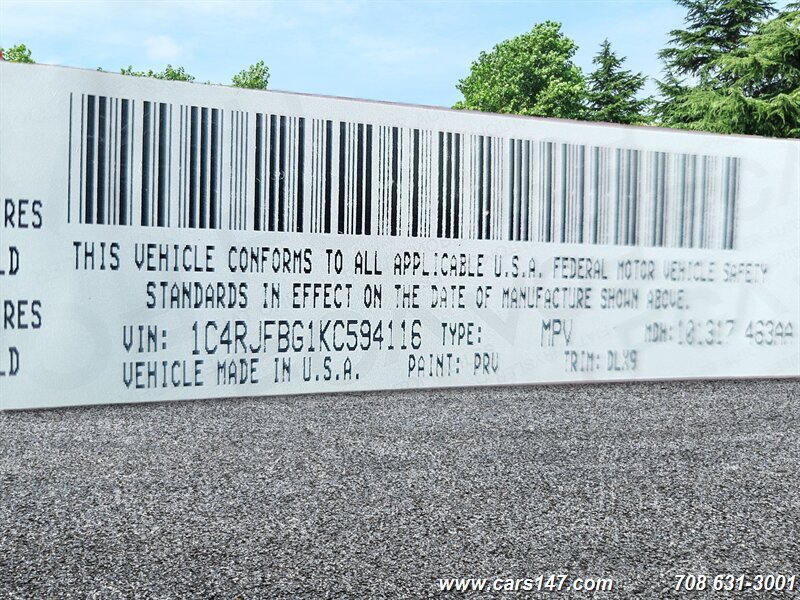 RES
LD
RES
LD
THIS VEHICLE CONFORMS TO ALL APPLICABLE U.S.A. FEDERAL MOTOR VEHICLE SAFETY
STANDARDS IN EFFECT ON THE DATE OF MANUFACTURE SHOWN ABOVE.
VIN: 1C4RJFBG1KC594116 TYPE: MPV MDH:101317 463AA
VEHICLE MADE IN U.S.A. PAINT: PRV TRIM: DLX9
www.cars147.com 708 631-3001